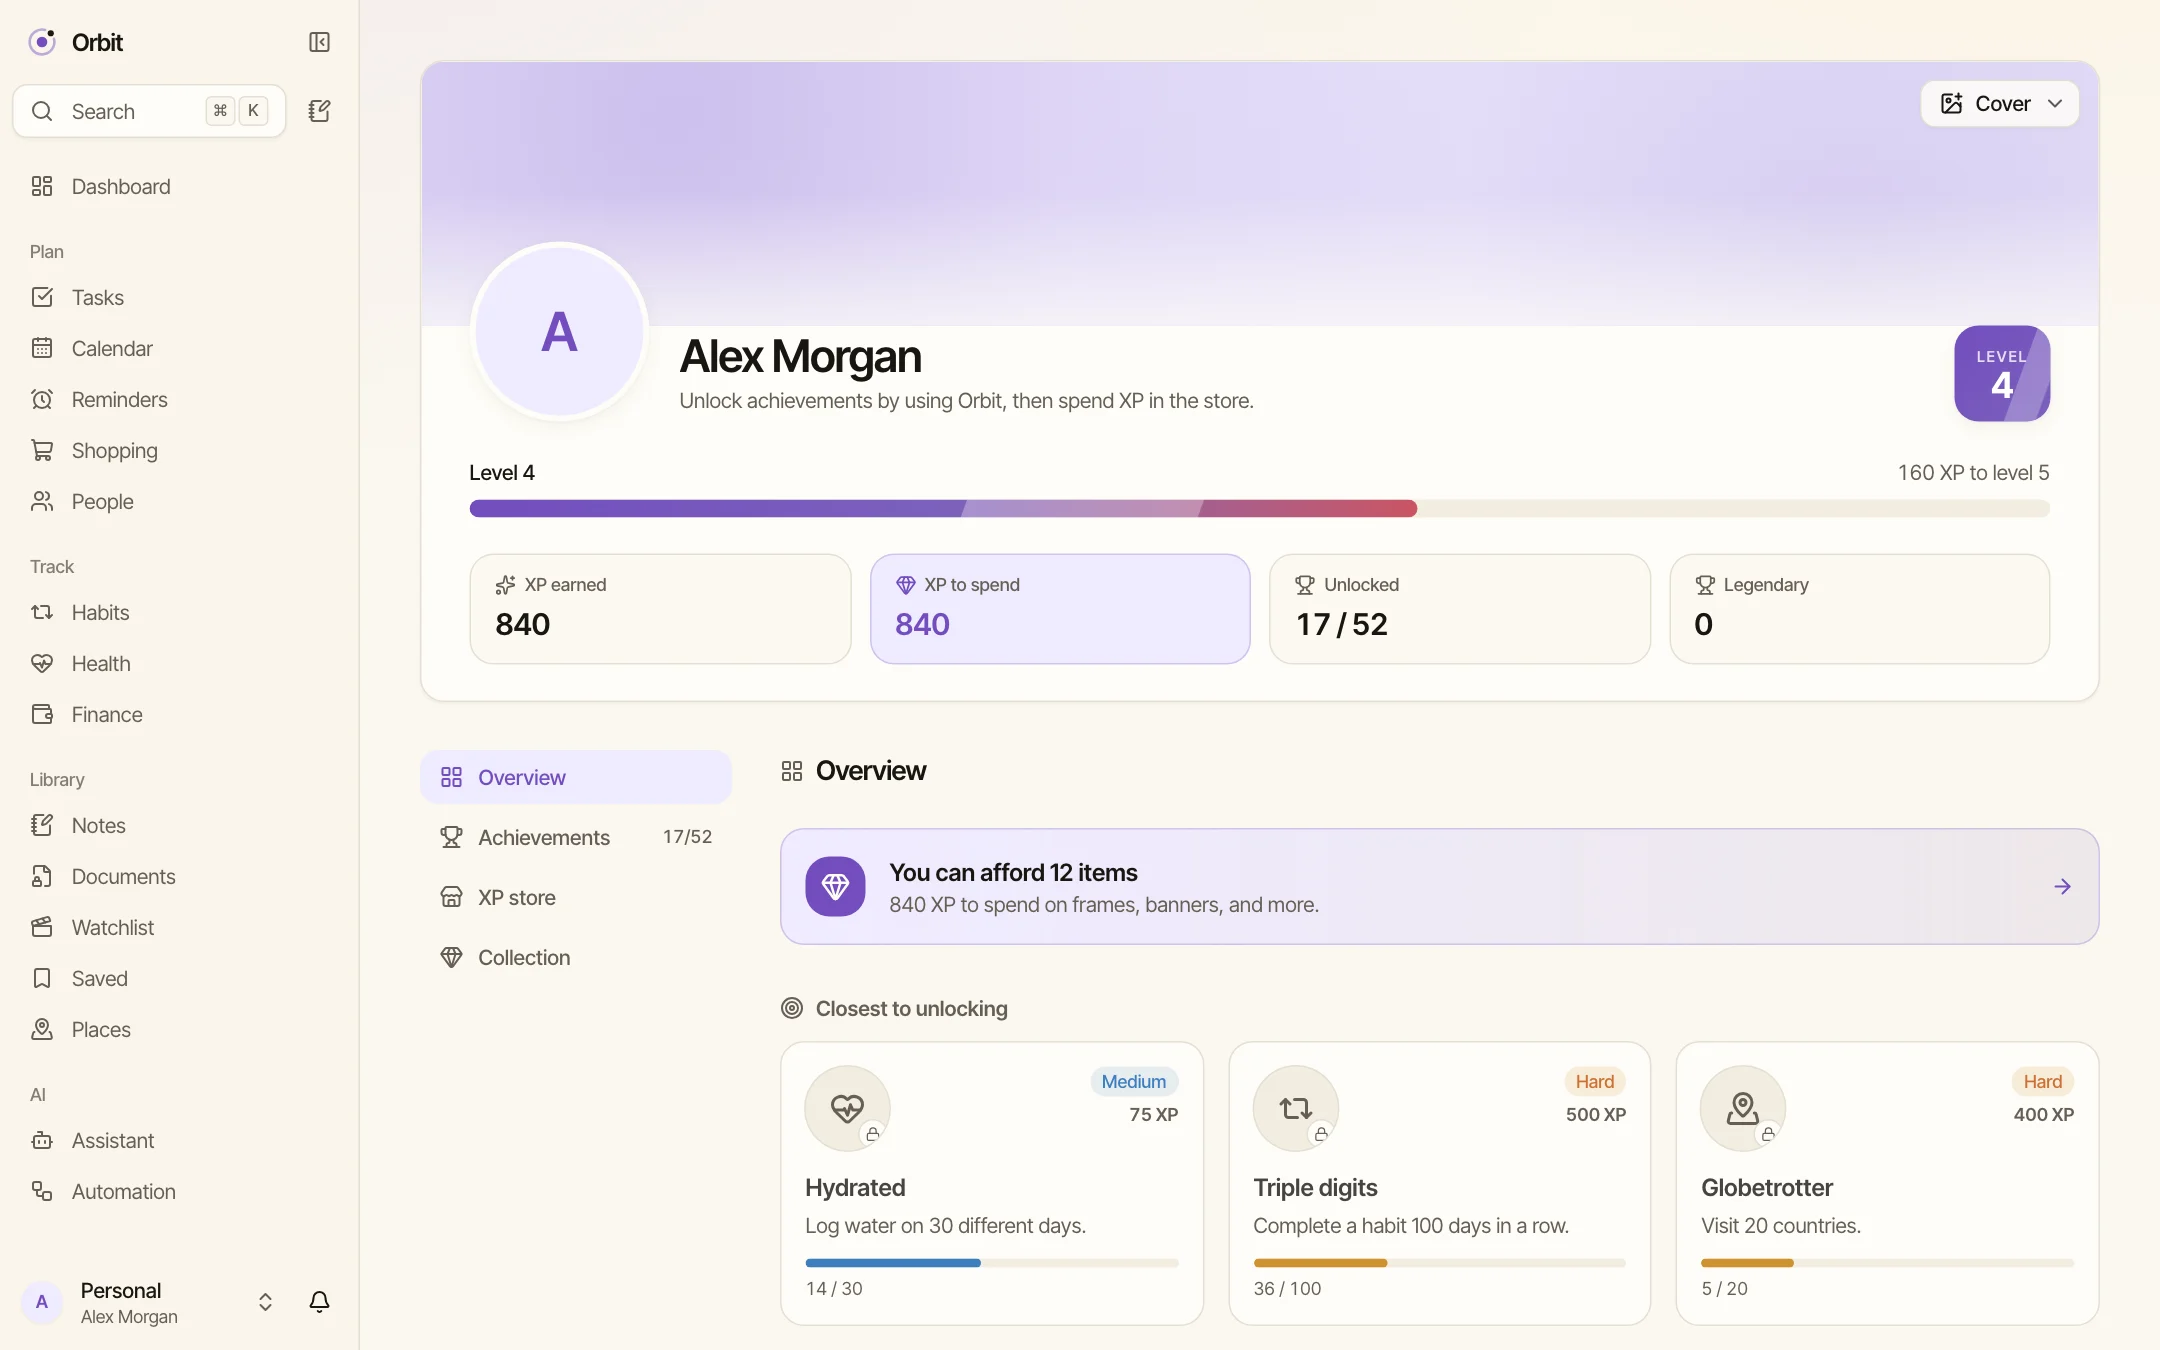 Orbit
Search ⌘ K
Dashboard
Plan
Tasks
Calendar
Reminders
Shopping
People
Track
Habits
Health
Finance
Library
Notes
Documents
Watchlist
Saved
Places
AI
Assistant
Automation
A
Personal
Alex Morgan
Cover
A
Alex Morgan
Unlock achievements by using Orbit, then spend XP in the store.
LEVEL
4
Level 4
160 XP to level 5
XP earned
840
XP to spend
840
Unlocked
17 / 52
Legendary
0
Overview
Achievements 17/52
XP store
Collection
Overview
You can afford 12 items
840 XP to spend on frames, banners, and more.
Closest to unlocking
Medium
75 XP
Hydrated
Log water on 30 different days.
14 / 30
Hard
500 XP
Triple digits
Complete a habit 100 days in a row.
36 / 100
Hard
400 XP
Globetrotter
Visit 20 countries.
5 / 20